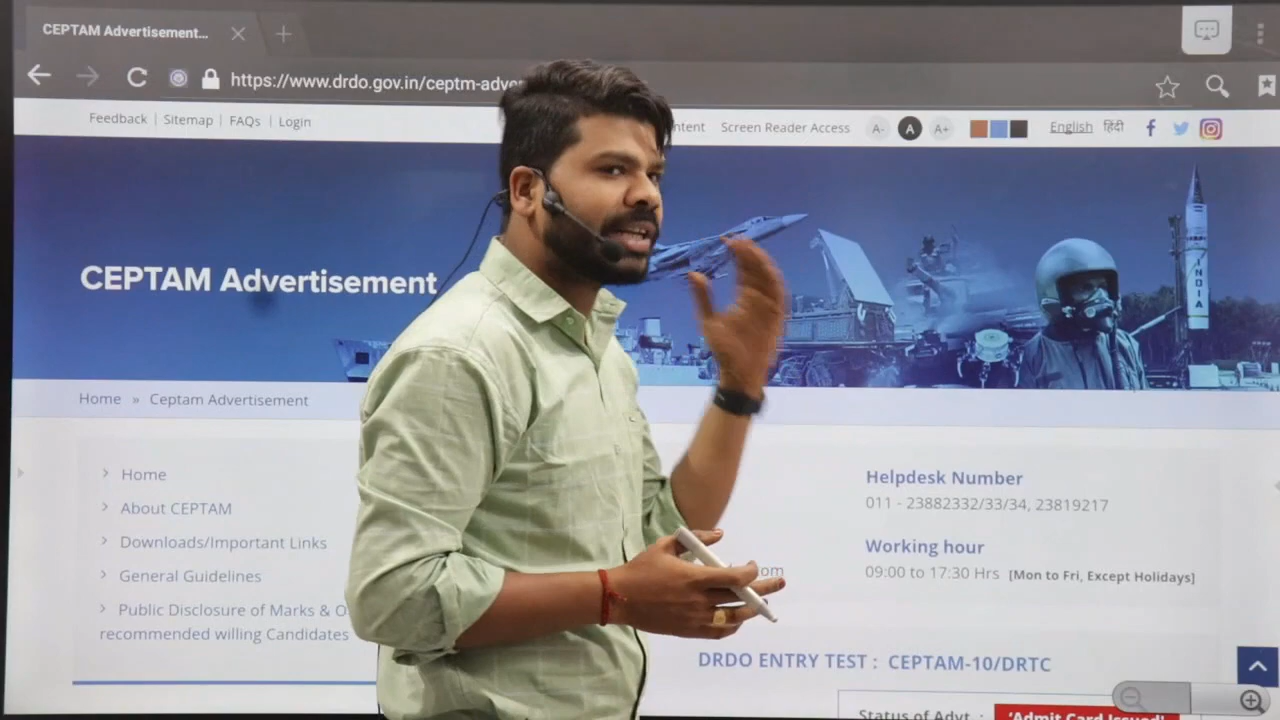 CEPTAM Advertisement...
https://www.drdo.gov.in/ceptm-adver
Feedback | Sitemap | FAQs | Login
Screen Reader Access A- A A+ English हिंदी
CEPTAM Advertisement
INDIA
Home » Ceptam Advertisement
Home
About CEPTAM
Downloads/Important Links
General Guidelines
Public Disclosure of Marks & O
recommended willing Candidates
Helpdesk Number
011 - 23882332/33/34, 23819217
Working hour
09:00 to 17:30 Hrs [Mon to Fri, Except Holidays]
DRDO ENTRY TEST : CEPTAM-10/DRTC
Status of Advt. : 'Admit Card Issued'